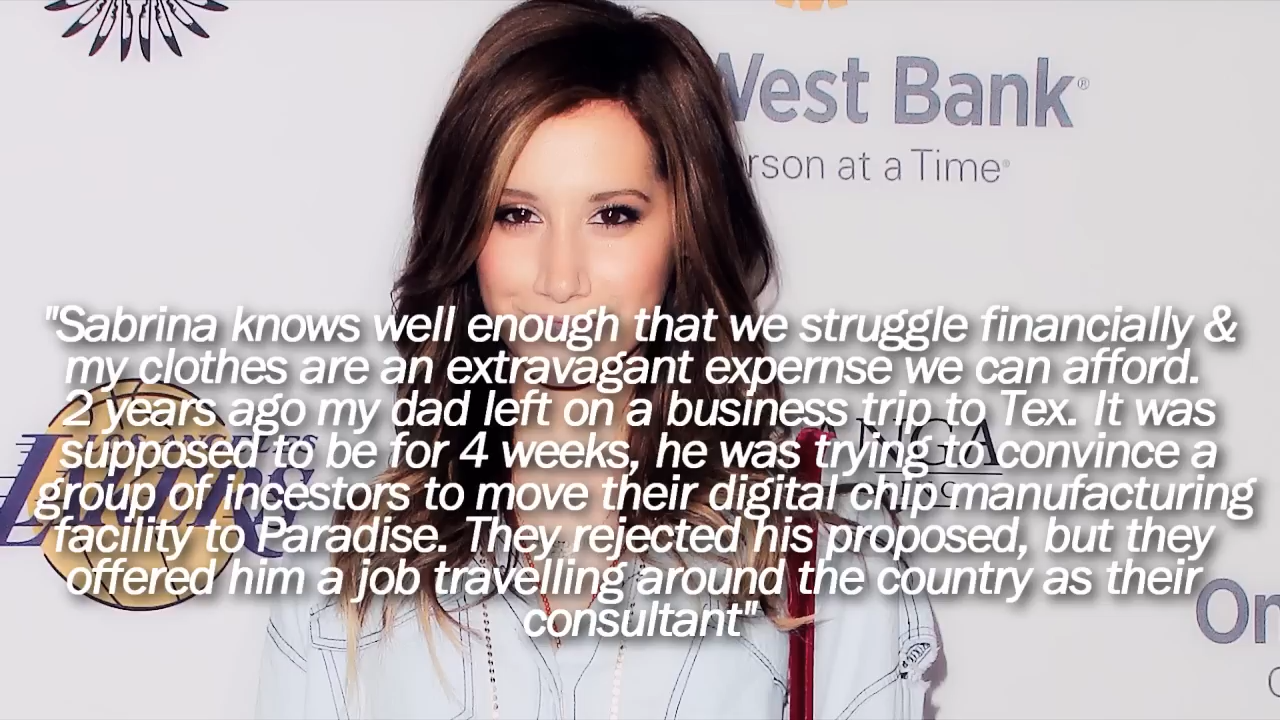 West Bank®
rson at a Time®
"Sabrina knows well enough that we struggle financially &
my clothes are an extravagant expernse we can afford.
2 years ago my dad left on a business trip to Tex. It was
supposed to be for 4 weeks, he was trying to convince a
group of incestors to move their digital chip manufacturing
facility to Paradise. They rejected his proposed, but they
offered him a job travelling around the country as their
consultant"
LOS ANGELES
On